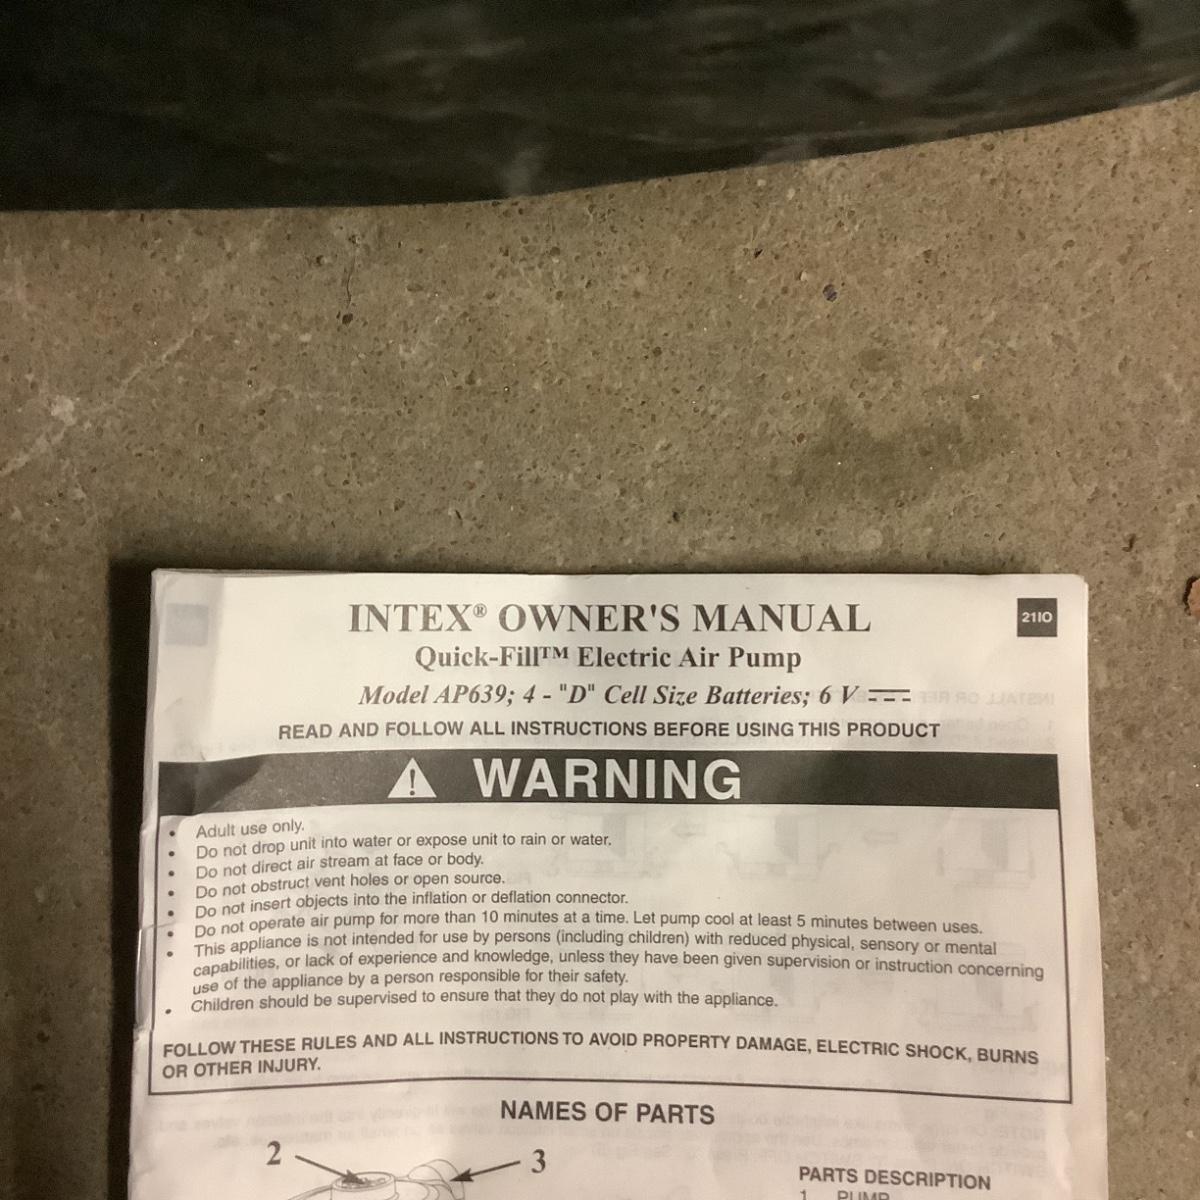 INTEX® OWNER'S MANUAL
21IO
Quick-Fill™ Electric Air Pump
Model AP639; 4 - "D" Cell Size Batteries; 6 V
READ AND FOLLOW ALL INSTRUCTIONS BEFORE USING THIS PRODUCT
WARNING
• Adult use only.
• Do not drop unit into water or expose unit to rain or water.
• Do not direct air stream at face or body.
• Do not obstruct vent holes or open source.
• Do not insert objects into the inflation or deflation connector.
• Do not operate air pump for more than 10 minutes at a time. Let pump cool at least 5 minutes between uses.
• This appliance is not intended for use by persons (including children) with reduced physical, sensory or mental
capabilities, or lack of experience and knowledge, unless they have been given supervision or instruction concerning
use of the appliance by a person responsible for their safety.
• Children should be supervised to ensure that they do not play with the appliance.
FOLLOW THESE RULES AND ALL INSTRUCTIONS TO AVOID PROPERTY DAMAGE, ELECTRIC SHOCK, BURNS
OR OTHER INJURY.
NAMES OF PARTS
2
3
PARTS DESCRIPTION
1 PUMP